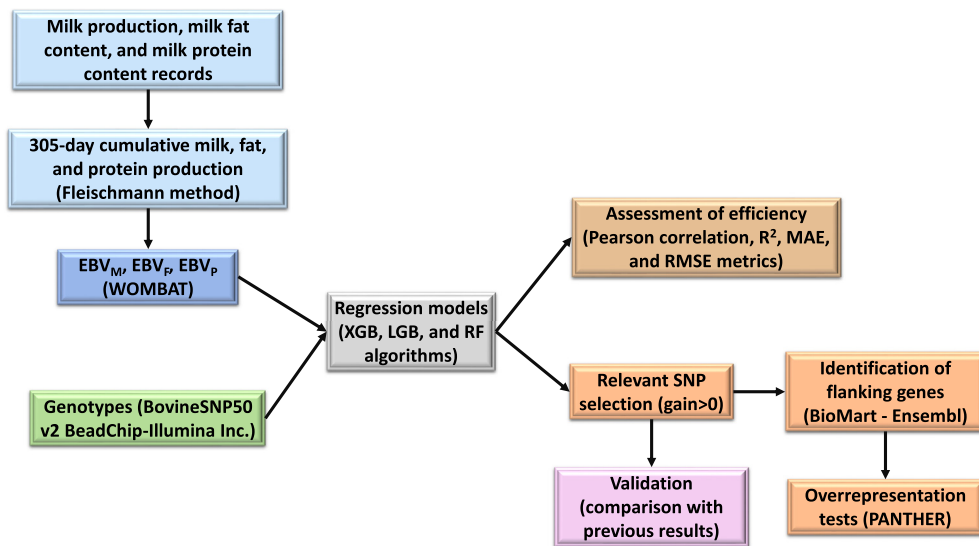 Milk production, milk fat
content, and milk protein
content records
305-day cumulative milk, fat,
and protein production
(Fleischmann method)
EBV_M, EBV_F, EBV_P
(WOMBAT)
Genotypes (BovineSNP50
v2 BeadChip-Illumina Inc.)
Regression models
(XGB, LGB, and RF
algorithms)
Assessment of efficiency
(Pearson correlation, R², MAE,
and RMSE metrics)
Relevant SNP
selection (gain>0)
Identification of
flanking genes
(BioMart - Ensembl)
Validation
(comparison with
previous results)
Overrepresentation
tests (PANTHER)